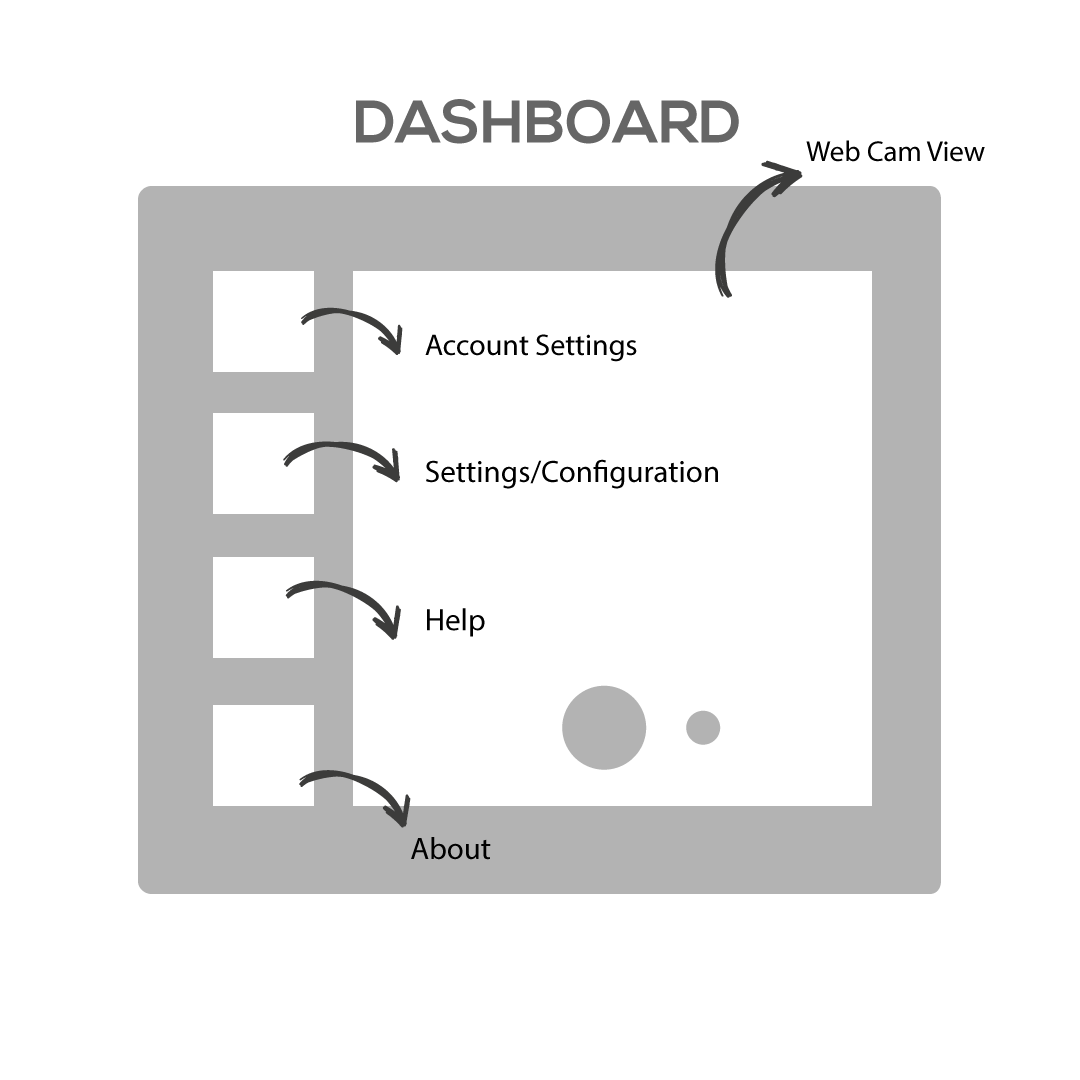 DASHBOARD
Web Cam View
Account Settings
Settings/Configuration
Help
About